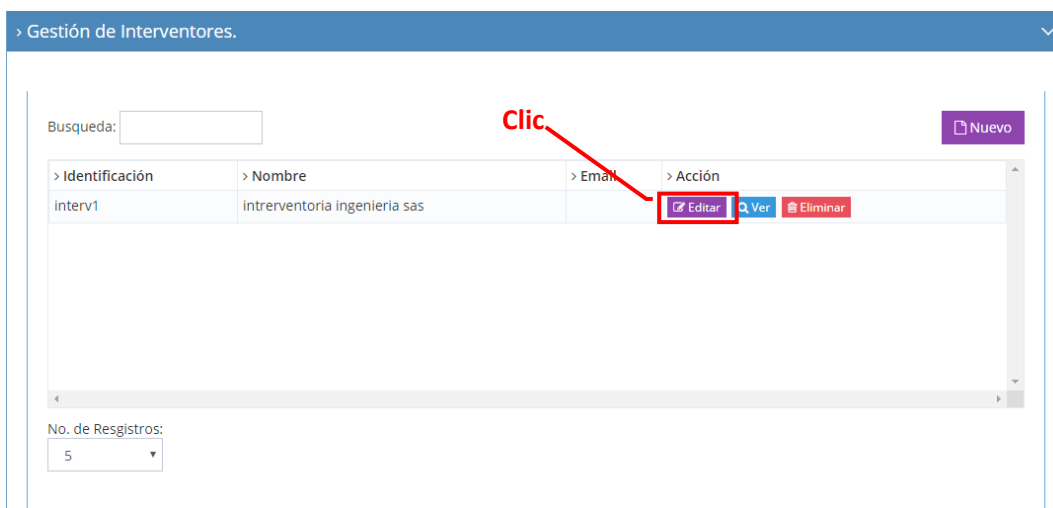 > Gestión de Interventores.
Clic
Busqueda:
Nuevo
> Identificación > Nombre > Email > Acción
interv1 intrerventoria ingenieria sas Editar Ver Eliminar
No. de Resgistros:
5